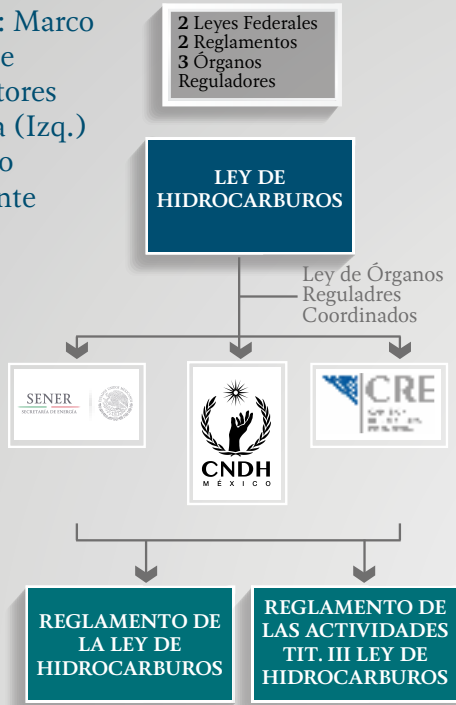 : Marco
e
tores
a (Izq.)
o
nte
2 Leyes Federales
2 Reglamentos
3 Órganos
Reguladores
LEY DE
HIDROCARBUROS
Ley de Órganos
Reguladres
Coordinados
SENER
SECRETARÍA DE ENERGÍA
CNDH
MÉXICO
CRE
REGLAMENTO DE
LA LEY DE
HIDROCARBUROS
REGLAMENTO DE
LAS ACTIVIDADES
TIT. III LEY DE
HIDROCARBUROS